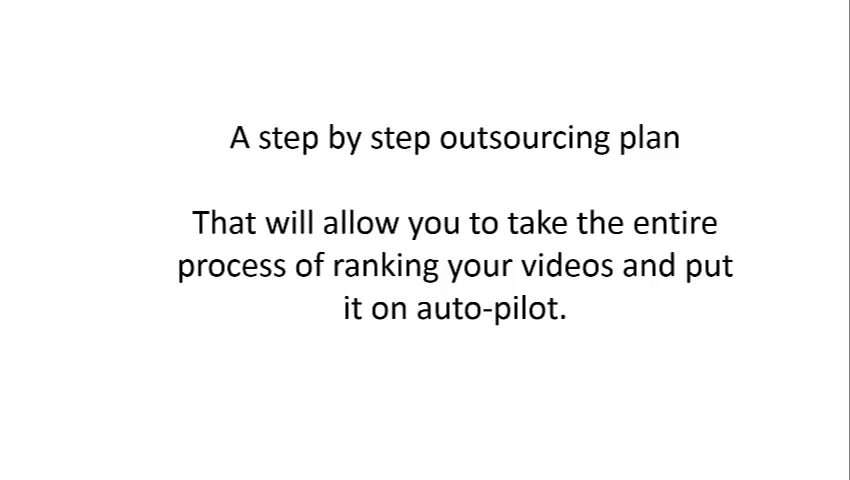 A step by step outsourcing plan
That will allow you to take the entire
process of ranking your videos and put
it on auto-pilot.